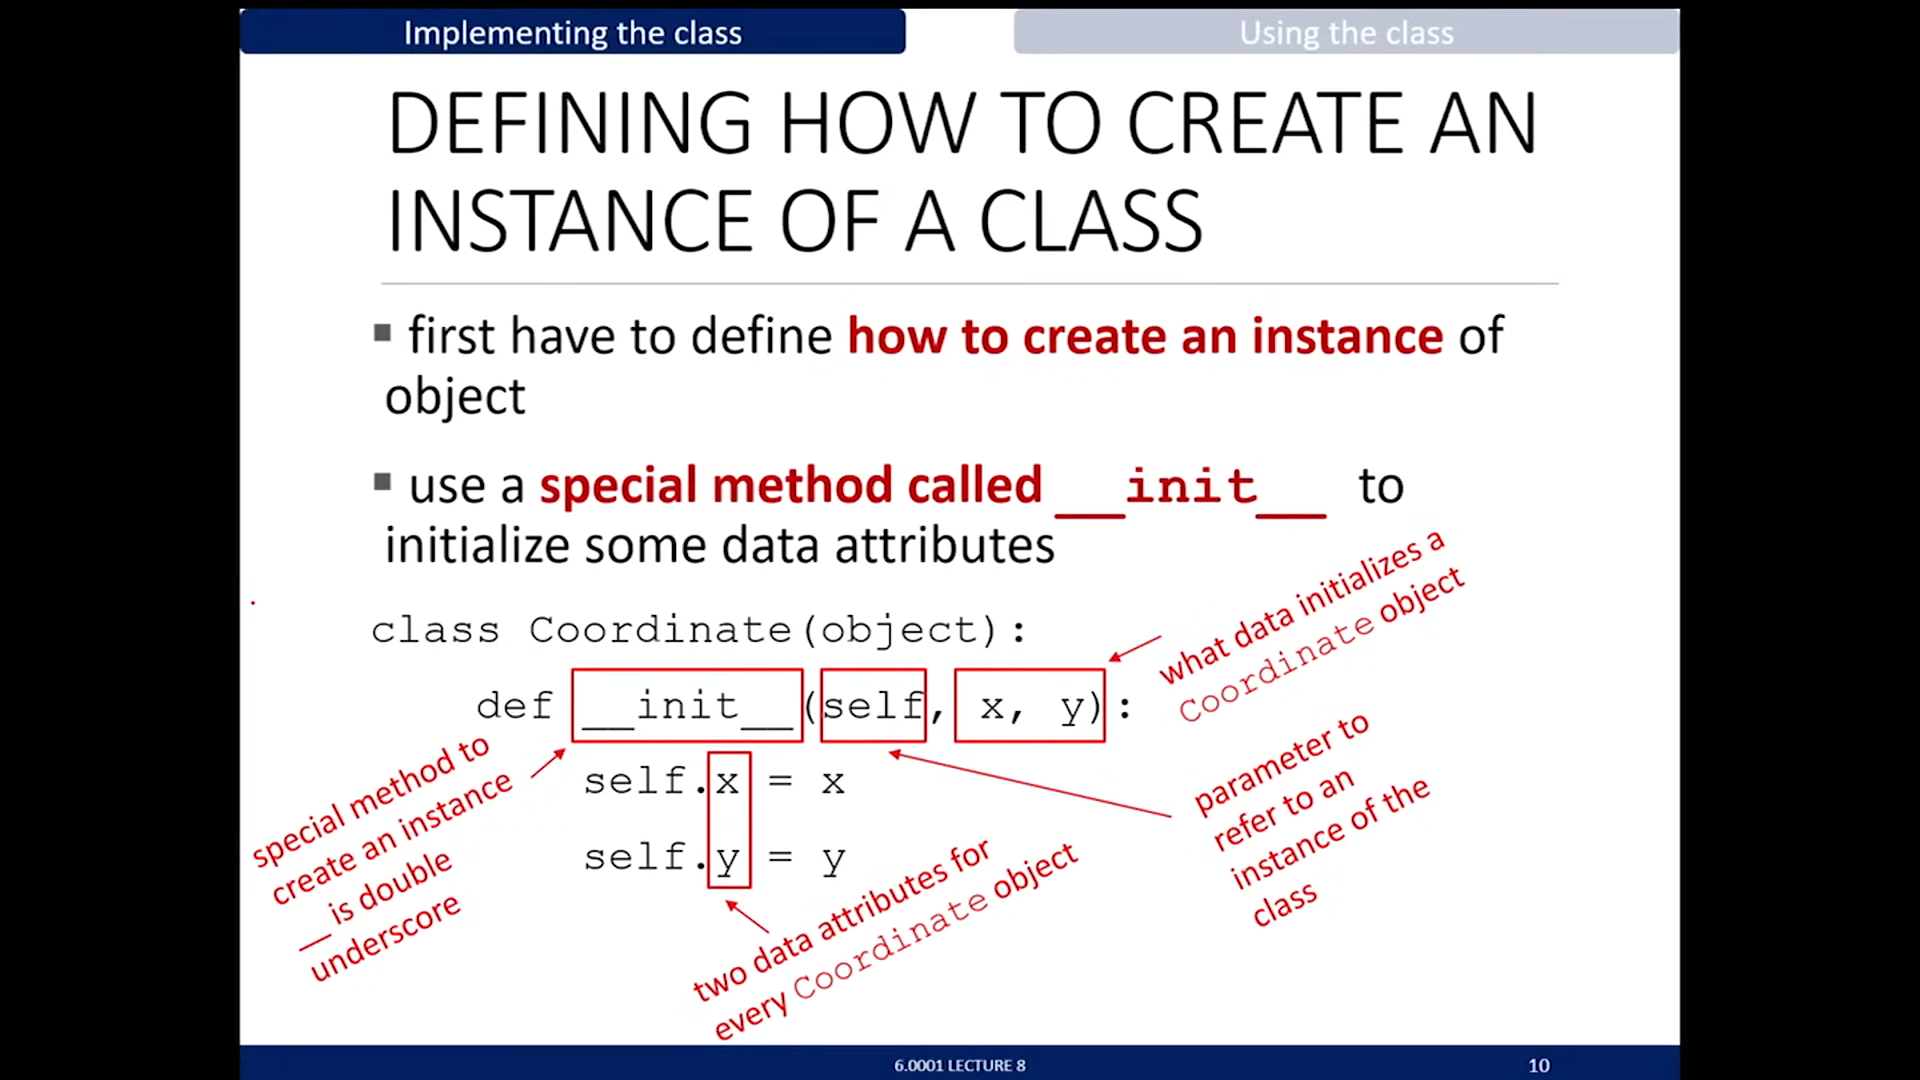 Implementing the class
Using the class
DEFINING HOW TO CREATE AN
INSTANCE OF A CLASS
▪ first have to define how to create an instance of
object
▪ use a special method called __init__ to
initialize some data attributes
class Coordinate(object):
def __init__(self, x, y):
self.x = x
self.y = y
what data initializes a
Coordinate object
special method to
create an instance
__ is double
underscore
two data attributes for
every Coordinate object
parameter to
refer to an
instance of the
class
6.0001 LECTURE 8
10